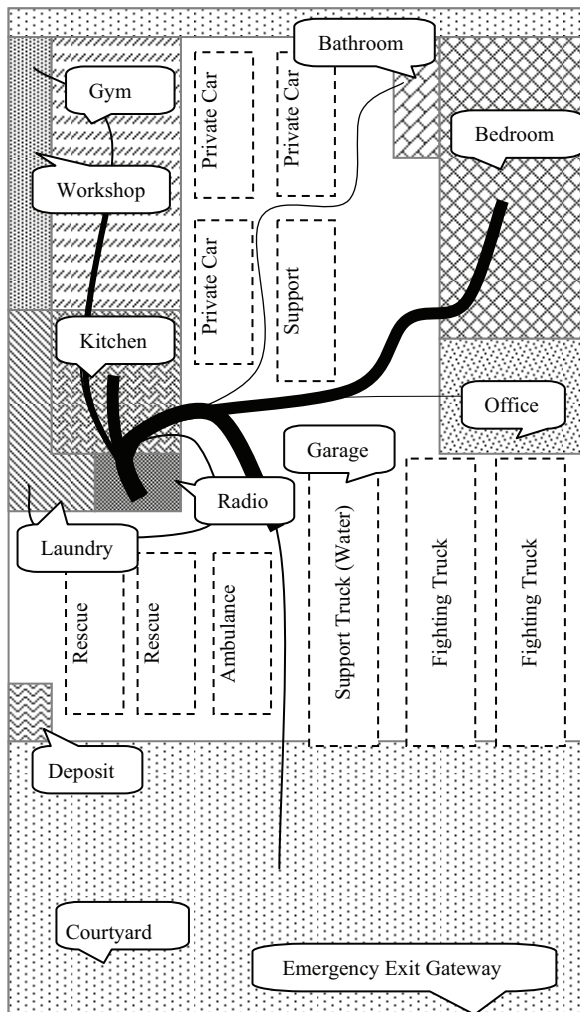 Bathroom
Gym
Private Car
Private Car
Bedroom
Workshop
Private Car
Support
Kitchen
Office
Garage
Radio
Laundry
Rescue
Rescue
Ambulance
Support Truck (Water)
Fighting Truck
Fighting Truck
Deposit
Courtyard
Emergency Exit Gateway